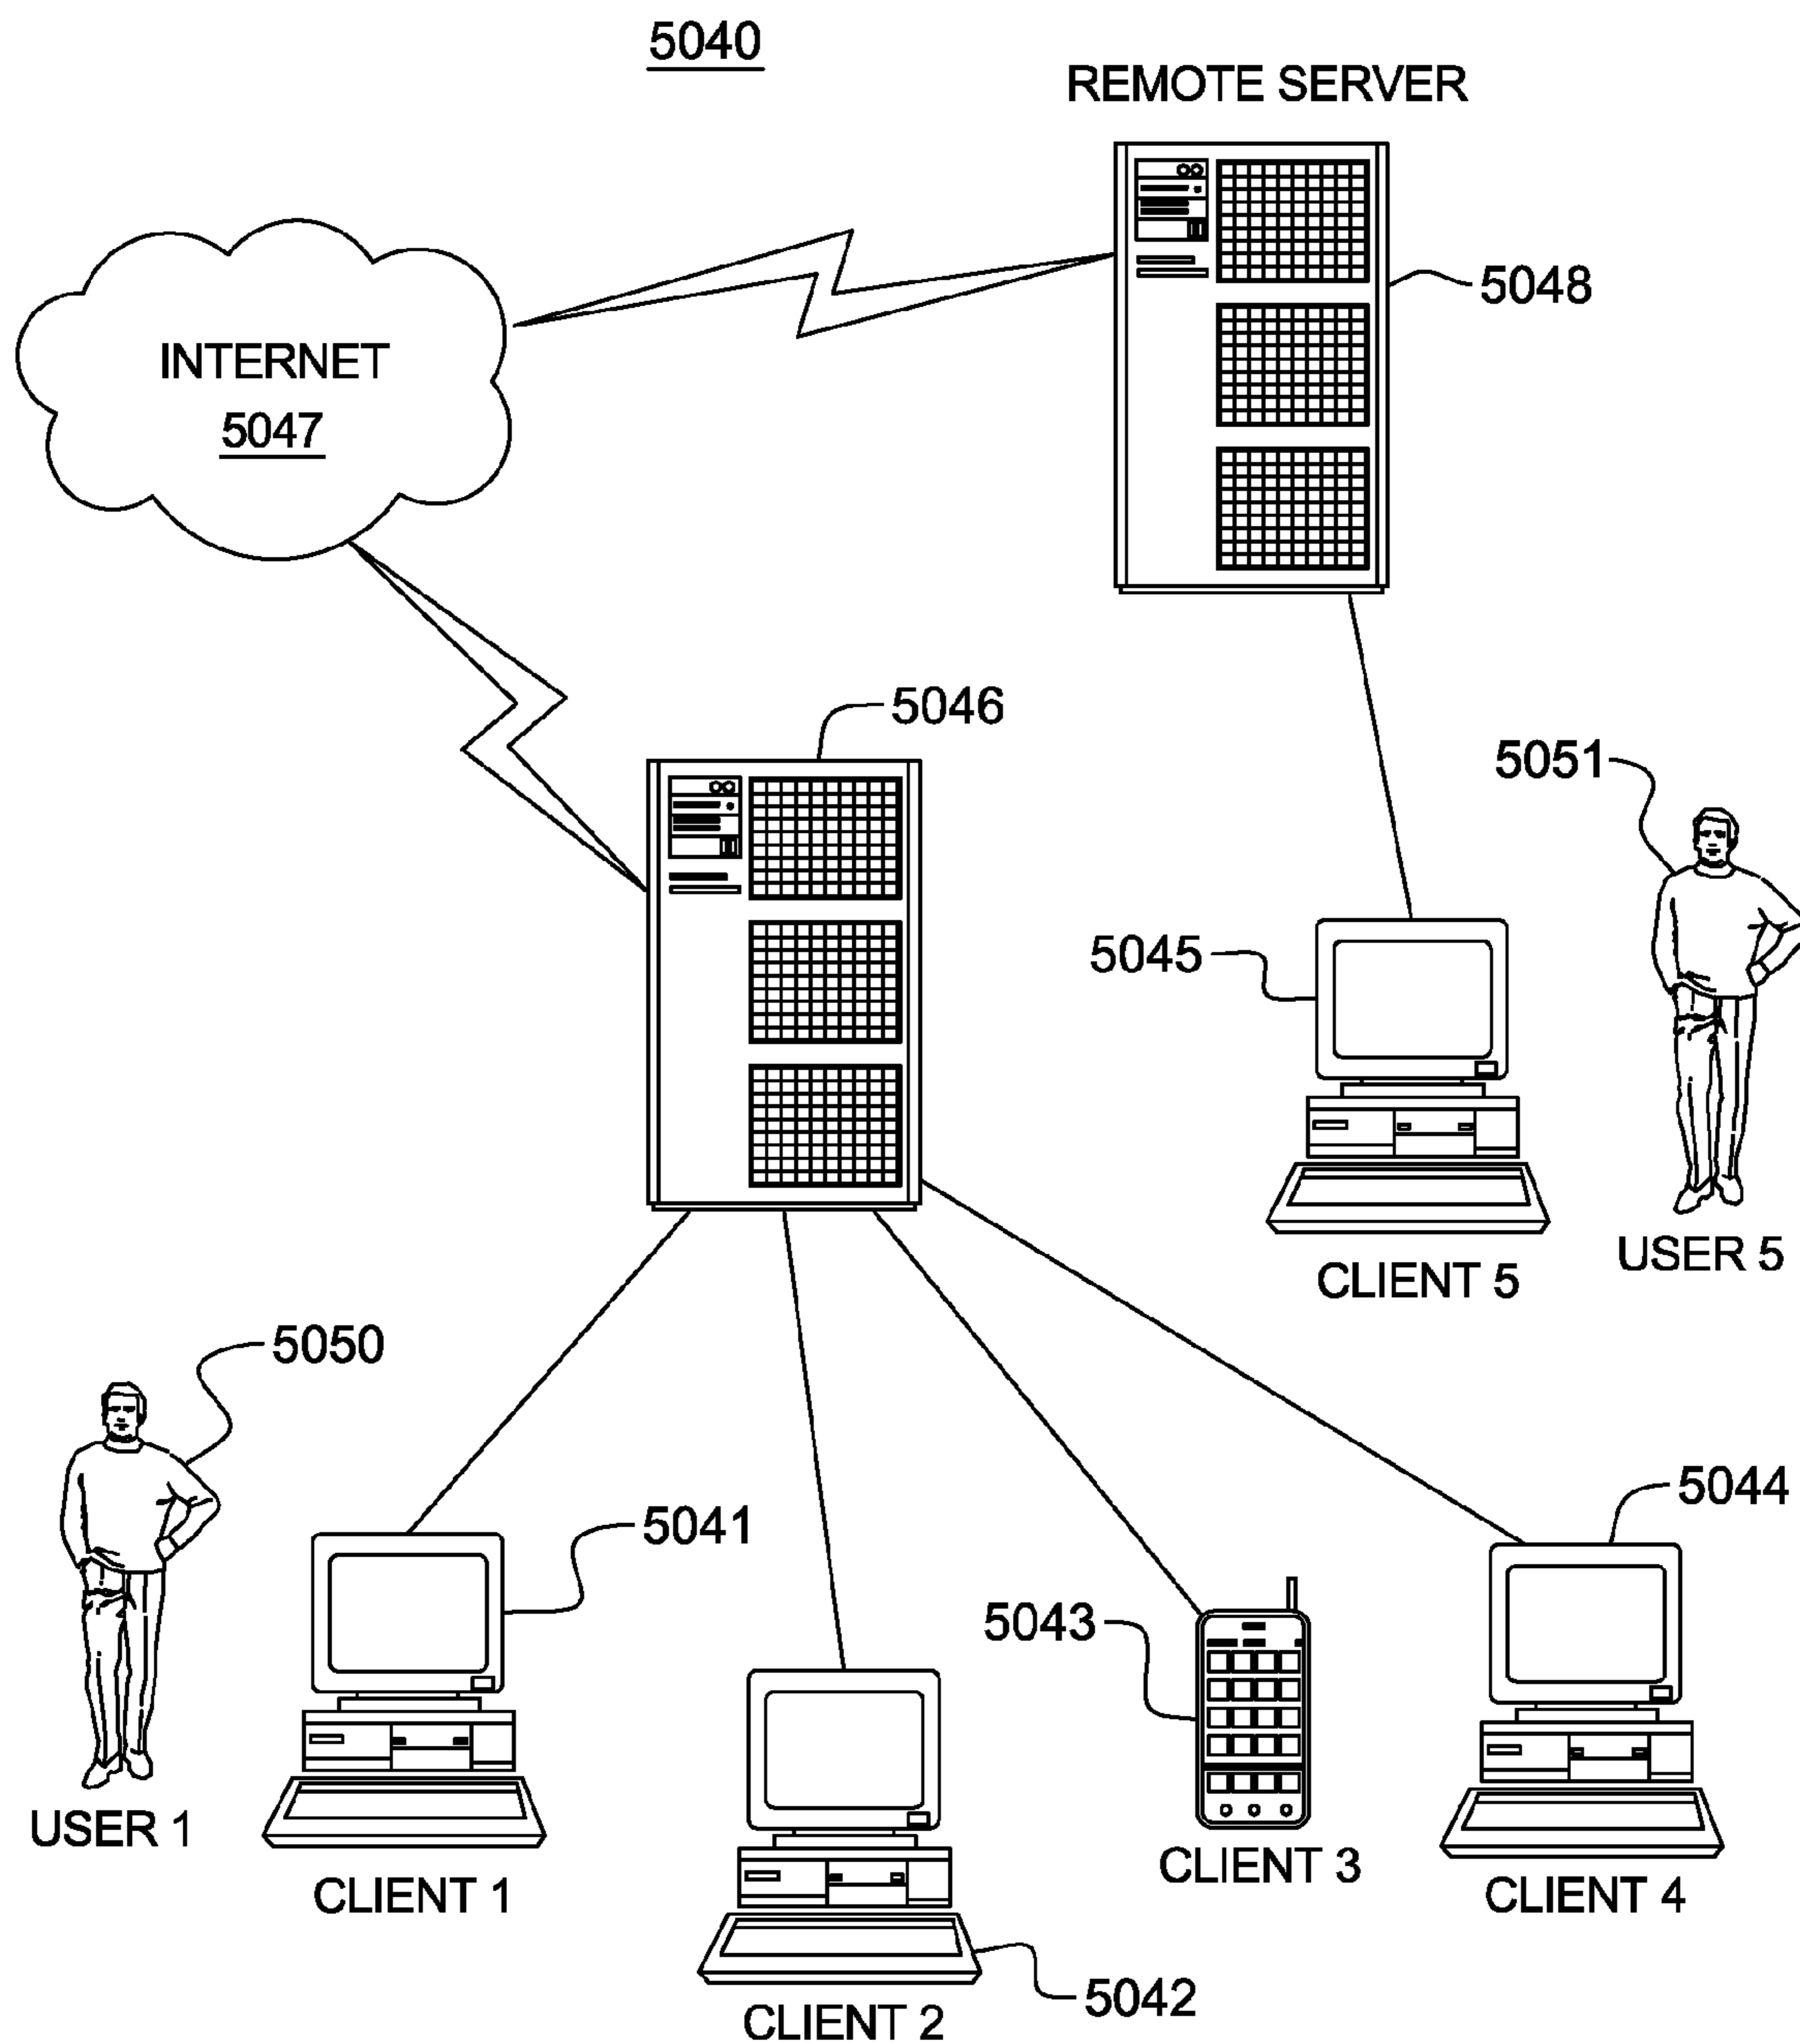 5040
REMOTE SERVER
5048
INTERNET
5047
5046
5051
5045
USER 5
CLIENT 5
5050
5044
5041
5043
USER 1
CLIENT 3
CLIENT 1
CLIENT 4
5042
CLIENT 2